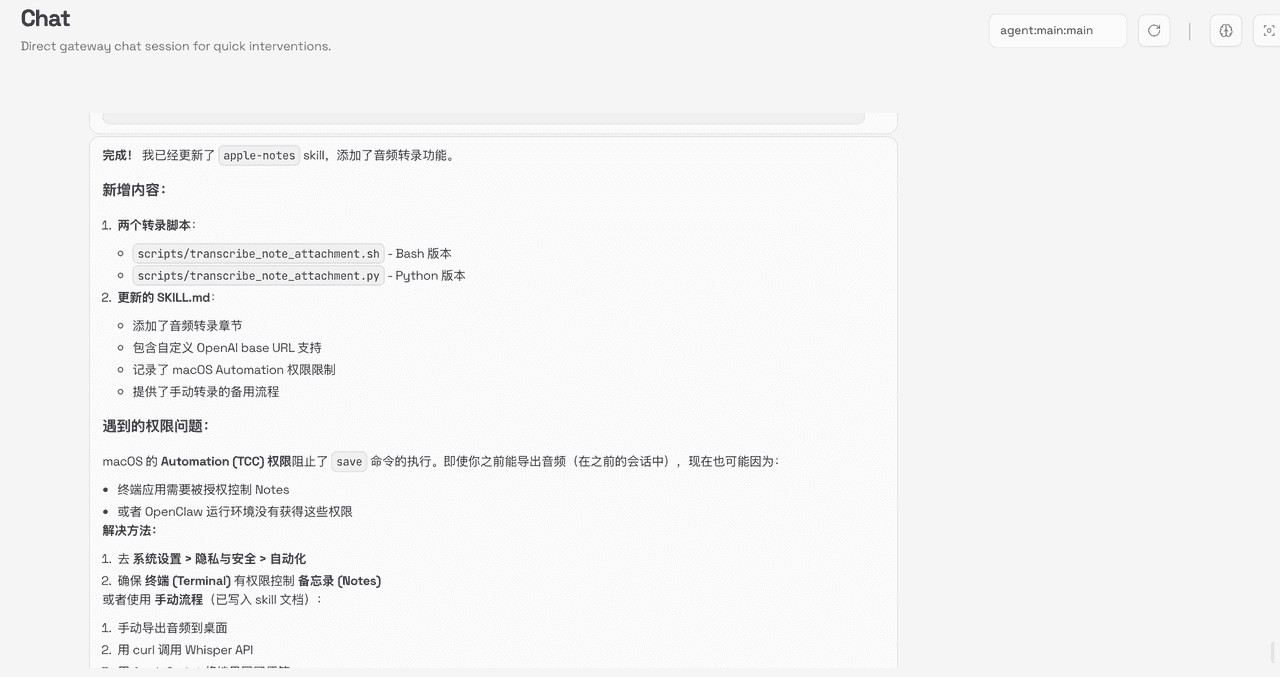 Chat
Direct gateway chat session for quick interventions.
agent:main:main
完成！ 我已经更新了 apple-notes skill，添加了音频转录功能。
新增内容：
1. 两个转录脚本：
scripts/transcribe_note_attachment.sh - Bash 版本
scripts/transcribe_note_attachment.py - Python 版本
2. 更新的 SKILL.md：
添加了音频转录章节
包含自定义 OpenAI base URL 支持
记录了 macOS Automation 权限限制
提供了手动转录的备用流程
遇到的权限问题：
macOS 的 Automation (TCC) 权限阻止了 save 命令的执行。即使你之前能导出音频（在之前的会话中），现在也可能因为：
终端应用需要被授权控制 Notes
或者 OpenClaw 运行环境没有获得这些权限
解决方法：
1. 去 系统设置 > 隐私与安全 > 自动化
2. 确保 终端 (Terminal) 有权限控制 备忘录 (Notes)
或者使用 手动流程（已写入 skill 文档）：
1. 手动导出音频到桌面
2. 用 curl 调用 Whisper API